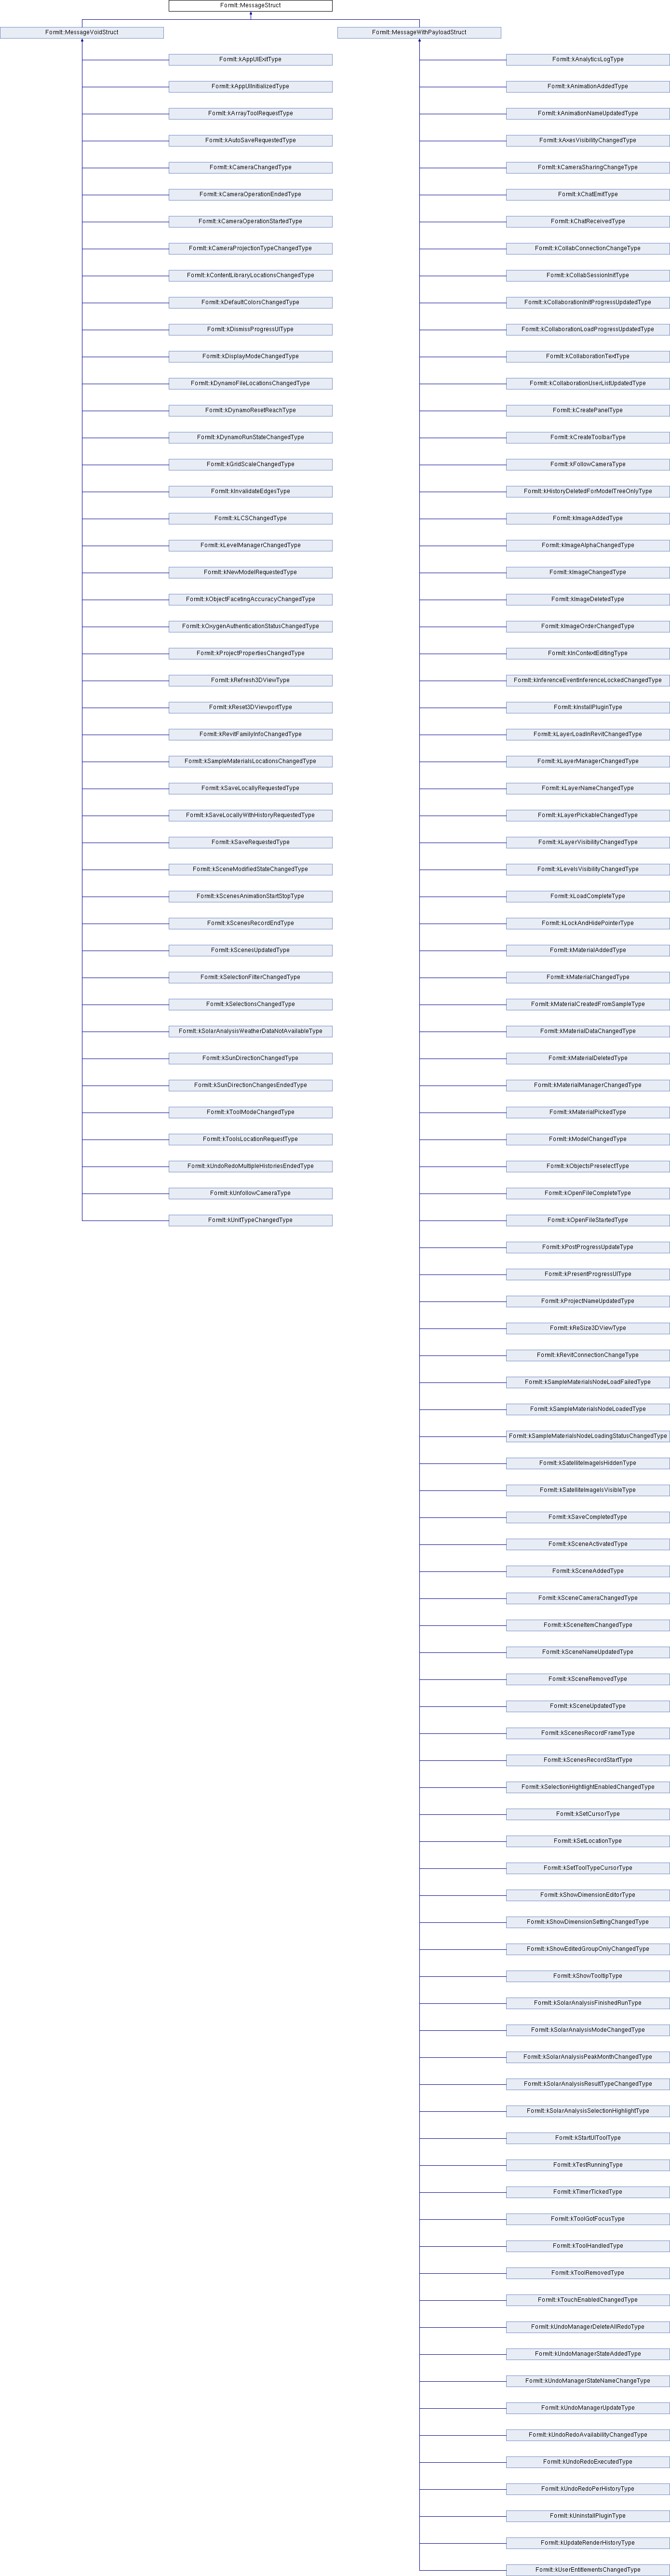 FormIt::MessageStruct
FormIt::MessageVoidStruct
FormIt::MessageWithPayloadStruct
FormIt::kAppUIExitType
FormIt::kAppUIInitializedType
FormIt::kArrayToolRequestType
FormIt::kAutoSaveRequestedType
FormIt::kCameraChangedType
FormIt::kCameraOperationEndedType
FormIt::kCameraOperationStartedType
FormIt::kCameraProjectionTypeChangedType
FormIt::kContentLibraryLocationsChangedType
FormIt::kDefaultColorsChangedType
FormIt::kDismissProgressUIType
FormIt::kDisplayModeChangedType
FormIt::kDynamoFileLocationsChangedType
FormIt::kDynamoResetReachType
FormIt::kDynamoRunStateChangedType
FormIt::kGridScaleChangedType
FormIt::kInvalidateEdgesType
FormIt::kLCSChangedType
FormIt::kLevelManagerChangedType
FormIt::kNewModelRequestedType
FormIt::kObjectFacetingAccuracyChangedType
FormIt::kOxygenAuthenticationStatusChangedType
FormIt::kProjectPropertiesChangedType
FormIt::kRefresh3DViewType
FormIt::kReset3DViewportType
FormIt::kRevitFamilyInfoChangedType
FormIt::kSampleMaterialsLocationsChangedType
FormIt::kSaveLocallyRequestedType
FormIt::kSaveLocallyWithHistoryRequestedType
FormIt::kSaveRequestedType
FormIt::kSceneModifiedStateChangedType
FormIt::kScenesAnimationStartStopType
FormIt::kScenesRecordEndType
FormIt::kScenesUpdatedType
FormIt::kSelectionFilterChangedType
FormIt::kSelectionsChangedType
FormIt::kSolarAnalysisWeatherDataNotAvailableType
FormIt::kSunDirectionChangedType
FormIt::kSunDirectionChangesEndedType
FormIt::kToolModeChangedType
FormIt::kToolsLocationRequestType
FormIt::kUndoRedoMultipleHistoriesEndedType
FormIt::kUnfollowCameraType
FormIt::kUnitTypeChangedType
FormIt::kAnalyticsLogType
FormIt::kAnimationAddedType
FormIt::kAnimationNameUpdatedType
FormIt::kAxesVisibilityChangedType
FormIt::kCameraSharingChangeType
FormIt::kChatEmitType
FormIt::kChatReceivedType
FormIt::kCollabConnectionChangeType
FormIt::kCollabSessionInitType
FormIt::kCollaborationInitProgressUpdatedType
FormIt::kCollaborationLoadProgressUpdatedType
FormIt::kCollaborationTextType
FormIt::kCollaborationUserListUpdatedType
FormIt::kCreatePanelType
FormIt::kCreateToolbarType
FormIt::kFollowCameraType
FormIt::kHistoryDeletedForModelTreeOnlyType
FormIt::kImageAddedType
FormIt::kImageAlphaChangedType
FormIt::kImageChangedType
FormIt::kImageDeletedType
FormIt::kImageOrderChangedType
FormIt::kInContextEditingType
FormIt::kInferenceEventInferenceLockedChangedType
FormIt::kInstallPluginType
FormIt::kLayerLoadInRevitChangedType
FormIt::kLayerManagerChangedType
FormIt::kLayerNameChangedType
FormIt::kLayerPickableChangedType
FormIt::kLayerVisibilityChangedType
FormIt::kLevelsVisibilityChangedType
FormIt::kLoadCompleteType
FormIt::kLockAndHidePointerType
FormIt::kMaterialAddedType
FormIt::kMaterialChangedType
FormIt::kMaterialCreatedFromSampleType
FormIt::kMaterialDataChangedType
FormIt::kMaterialDeletedType
FormIt::kMaterialManagerChangedType
FormIt::kMaterialPickedType
FormIt::kModelChangedType
FormIt::kObjectsPreselectType
FormIt::kOpenFileCompleteType
FormIt::kOpenFileStartedType
FormIt::kPostProgressUpdateType
FormIt::kPresentProgressUIType
FormIt::kProjectNameUpdatedType
FormIt::kReSize3DViewType
FormIt::kRevitConnectionChangeType
FormIt::kSampleMaterialsNodeLoadFailedType
FormIt::kSampleMaterialsNodeLoadedType
FormIt::kSampleMaterialsNodeLoadingStatusChangedType
FormIt::kSatelliteImageIsHiddenType
FormIt::kSatelliteImageIsVisibleType
FormIt::kSaveCompletedType
FormIt::kSceneActivatedType
FormIt::kSceneAddedType
FormIt::kSceneCameraChangedType
FormIt::kSceneItemChangedType
FormIt::kSceneNameUpdatedType
FormIt::kSceneRemovedType
FormIt::kSceneUpdatedType
FormIt::kScenesRecordFrameType
FormIt::kScenesRecordStartType
FormIt::kSelectionHightlightEnabledChangedType
FormIt::kSetCursorType
FormIt::kSetLocationType
FormIt::kSetToolTypeCursorType
FormIt::kShowDimensionEditorType
FormIt::kShowDimensionSettingChangedType
FormIt::kShowEditedGroupOnlyChangedType
FormIt::kShowTooltipType
FormIt::kSolarAnalysisFinishedRunType
FormIt::kSolarAnalysisModeChangedType
FormIt::kSolarAnalysisPeakMonthChangedType
FormIt::kSolarAnalysisResultTypeChangedType
FormIt::kSolarAnalysisSelectionHighlightType
FormIt::kStartUIToolType
FormIt::kTestRunningType
FormIt::kTimerTickedType
FormIt::kToolGotFocusType
FormIt::kToolHandledType
FormIt::kToolRemovedType
FormIt::kTouchEnabledChangedType
FormIt::kUndoManagerDeleteAllRedoType
FormIt::kUndoManagerStateAddedType
FormIt::kUndoManagerStateNameChangeType
FormIt::kUndoManagerUpdateType
FormIt::kUndoRedoAvailabilityChangedType
FormIt::kUndoRedoExecutedType
FormIt::kUndoRedoPerHistoryType
FormIt::kUninstallPluginType
FormIt::kUpdateRenderHistoryType
FormIt::kUserEntitlementsChangedType